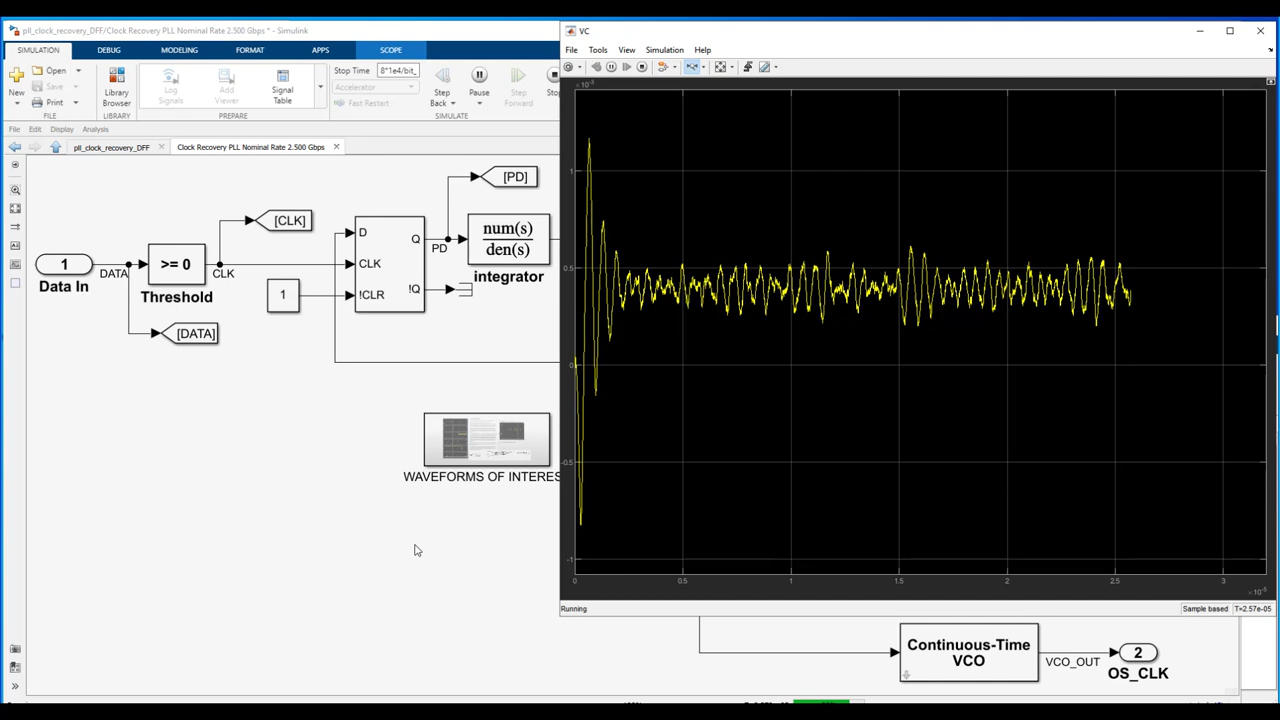 pll_clock_recovery_DFF/Clock Recovery PLL Nominal Rate 2.500 Gbps * - Simulink
SIMULATION DEBUG MODELING FORMAT APPS SCOPE
New
Open
Save
Print
FILE
Library Browser
LIBRARY
Log Signals
Add Viewer
Signal Table
PREPARE
Stop Time 8*1e4/bit_
Accelerator
Fast Restart
Step Back
Pause
Step Forward
SIMULATE
File Edit Display Analysis
pll_clock_recovery_DFF
Clock Recovery PLL Nominal Rate 2.500 Gbps
1
Data In
DATA
>= 0
Threshold
CLK
[CLK]
[DATA]
1
D
CLK
!CLR
Q
!Q
PD
[PD]
num(s)
den(s)
integrator
WAVEFORMS OF INTERES
Continuous-Time
VCO
VCO_OUT
2
OS_CLK
VC
File Tools View Simulation Help
1
0.5
0
-0.5
-1
0 0.5 1 1.5 2 2.5 3
Running
Sample based
T=2.57e-05